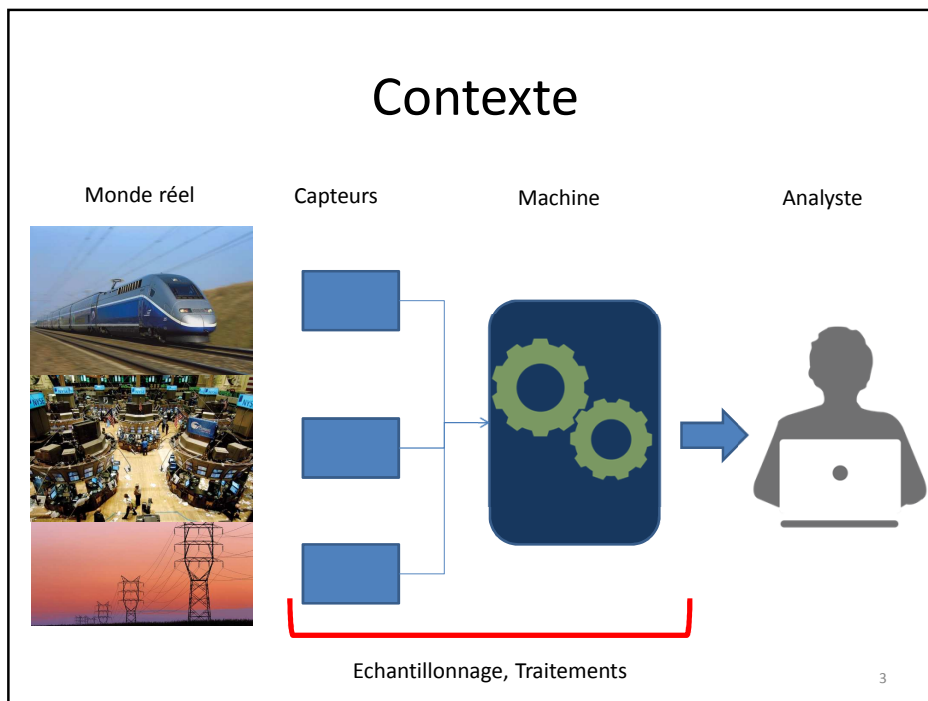 Contexte
Monde réel
Capteurs
Machine
Analyste
Echantillonnage, Traitements
3